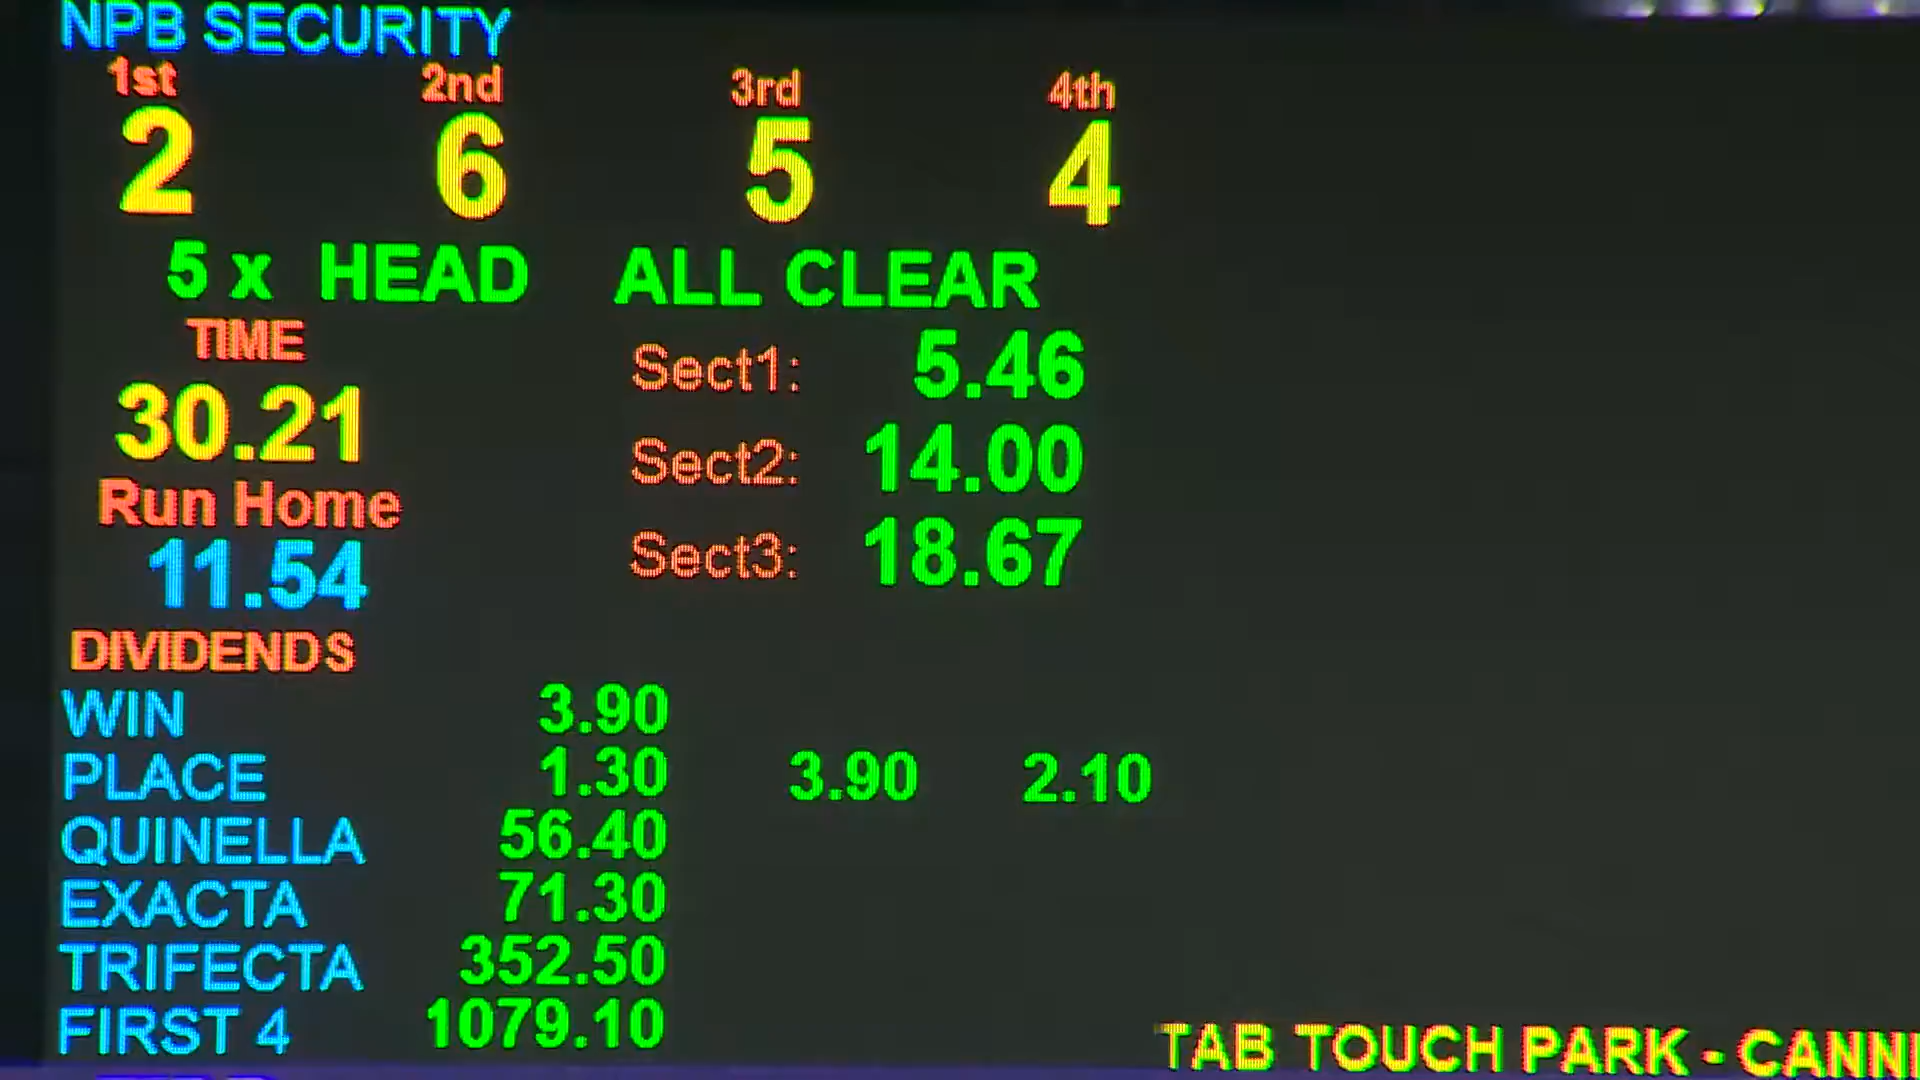 NPB SECURITY
1st 2nd 3rd 4th
2 6 5 4
5 x HEAD ALL CLEAR
TIME
30.21
Run Home
11.54
Sect1: 5.46
Sect2: 14.00
Sect3: 18.67
DIVIDENDS
WIN 3.90
PLACE 1.30 3.90 2.10
QUINELLA 56.40
EXACTA 71.30
TRIFECTA 352.50
FIRST 4 1079.10
TAB TOUCH PARK - CANNI